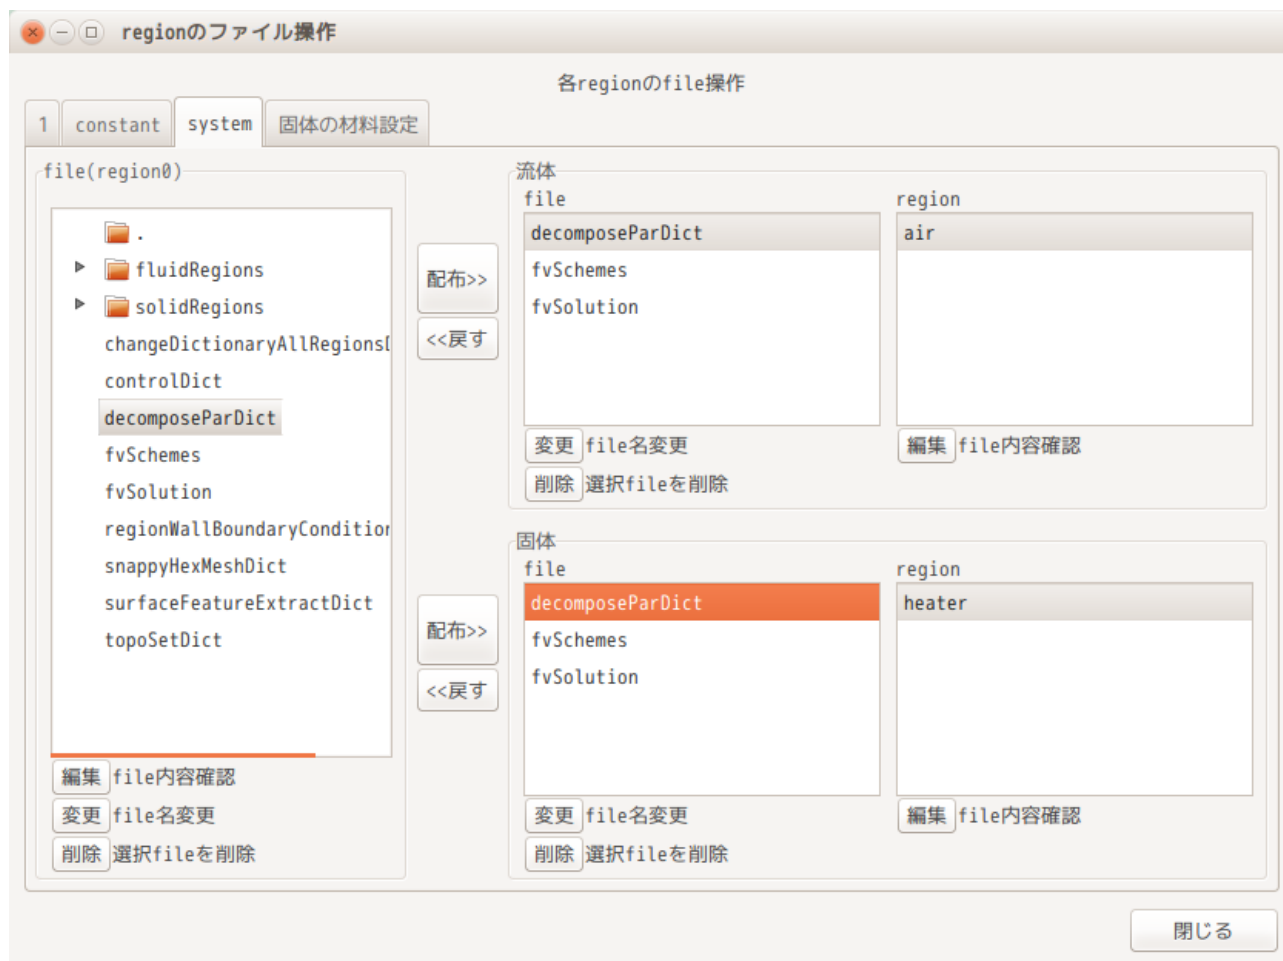 regionのファイル操作
各regionのfile操作
1 constant system 固体の材料設定
file(region0)
.
fluidRegions
solidRegions
changeDictionaryAllRegionsD
controlDict
decomposeParDict
fvSchemes
fvSolution
regionWallBoundaryCondition
snappyHexMeshDict
surfaceFeatureExtractDict
topoSetDict
編集 file内容確認
変更 file名変更
削除 選択fileを削除
配布>>
<<戻す
配布>>
<<戻す
流体
file
decomposeParDict
fvSchemes
fvSolution
変更 file名変更
削除 選択fileを削除
region
air
編集 file内容確認
固体
file
decomposeParDict
fvSchemes
fvSolution
変更 file名変更
削除 選択fileを削除
region
heater
編集 file内容確認
閉じる